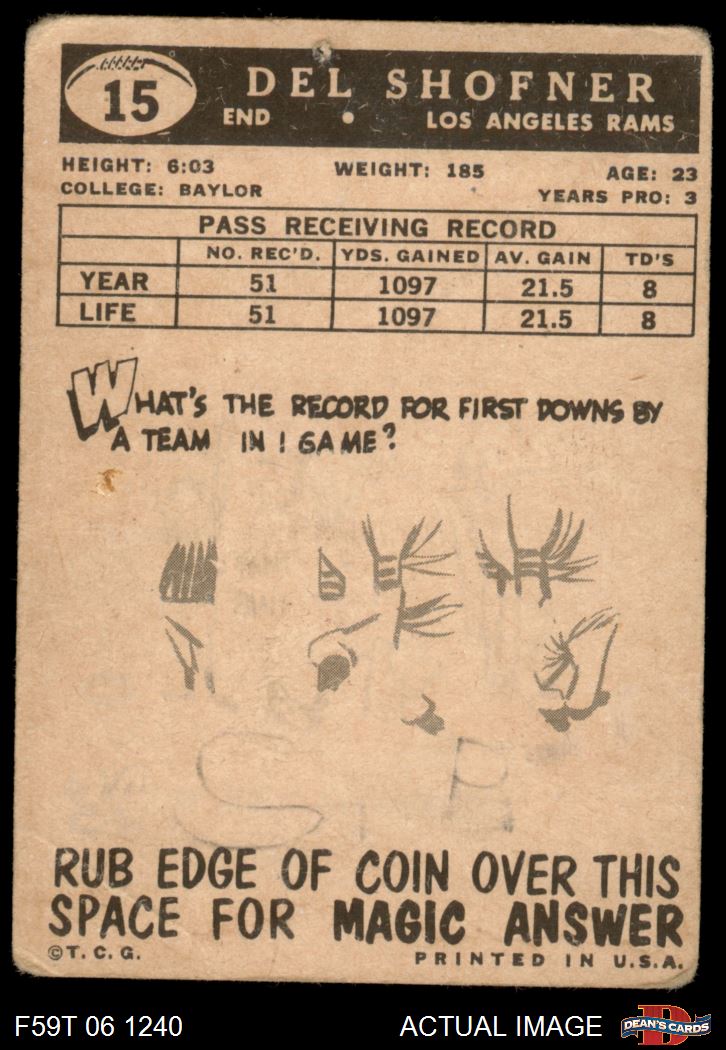 15
DEL SHOFNER
END • LOS ANGELES RAMS
HEIGHT: 6:03 WEIGHT: 185 AGE: 23
COLLEGE: BAYLOR YEARS PRO: 3
PASS RECEIVING RECORD
NO. REC'D. YDS. GAINED AV. GAIN TD'S
YEAR 51 1097 21.5 8
LIFE 51 1097 21.5 8
WHAT'S THE RECORD FOR FIRST DOWNS BY
A TEAM IN 1 GAME?
S P
RUB EDGE OF COIN OVER THIS
SPACE FOR MAGIC ANSWER
©T. C. G. PRINTED IN U.S.A.
F59T 06 1240 ACTUAL IMAGE D DEAN'S CARDS